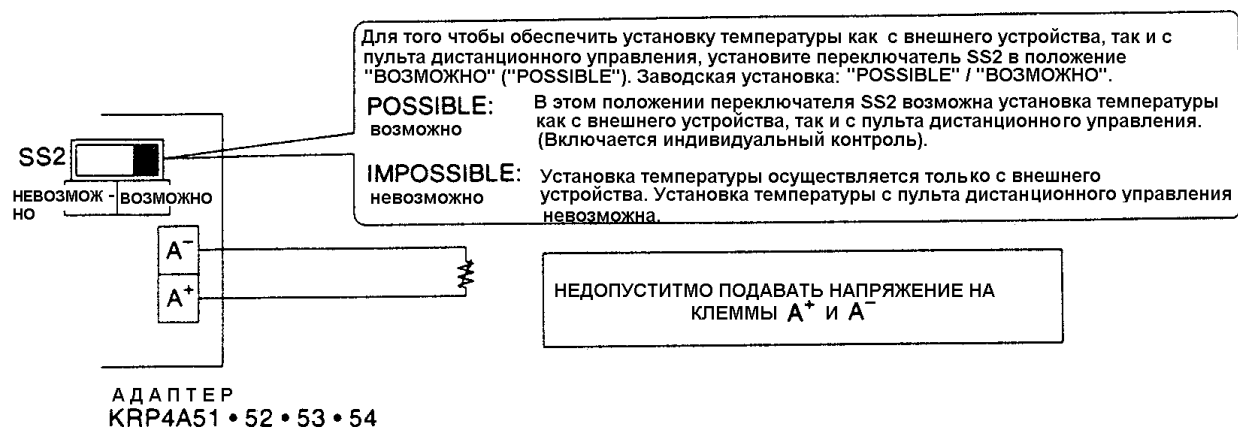 Для того чтобы обеспечить установку температуры как с внешнего устройства, так и с
пульта дистанционного управления, установите переключатель SS2 в положение
"ВОЗМОЖНО" ("POSSIBLE"). Заводская установка: "POSSIBLE" / "ВОЗМОЖНО".
POSSIBLE:
возможно
В этом положении переключателя SS2 возможна установка температуры
как с внешнего устройства, так и с пульта дистанционного управления.
(Включается индивидуальный контроль).
IMPOSSIBLE:
невозможно
Установка температуры осуществляется только с внешнего
устройства. Установка температуры с пульта дистанционного управления
невозможна.
SS2
НЕВОЗМОЖ -
НО
ВОЗМОЖНО
A⁻
A⁺
НЕДОПУСТИТМО ПОДАВАТЬ НАПРЯЖЕНИЕ НА
КЛЕММЫ A⁺ И A⁻
АДАПТЕР
KRP4A51 • 52 • 53 • 54